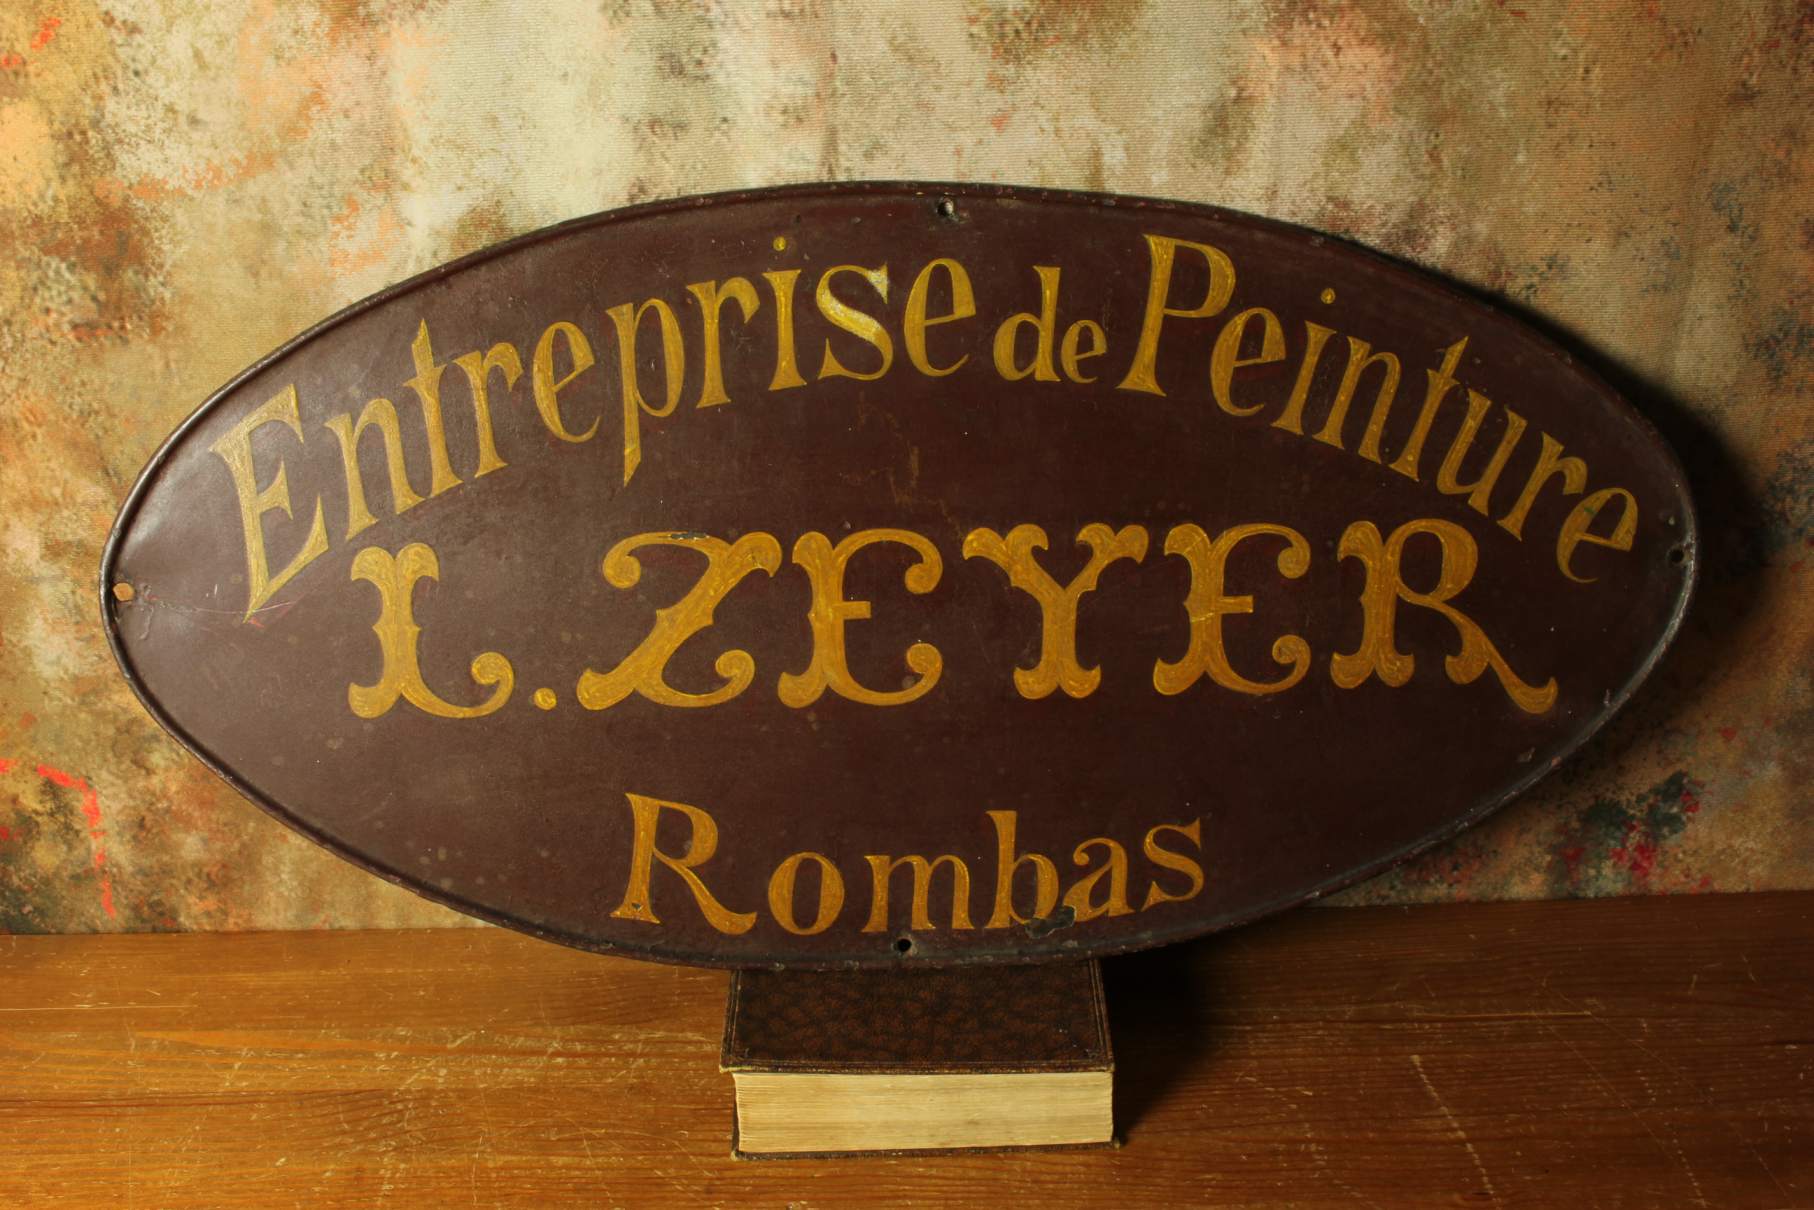 Entreprise de Peinture
L. ZEYER
Rombas